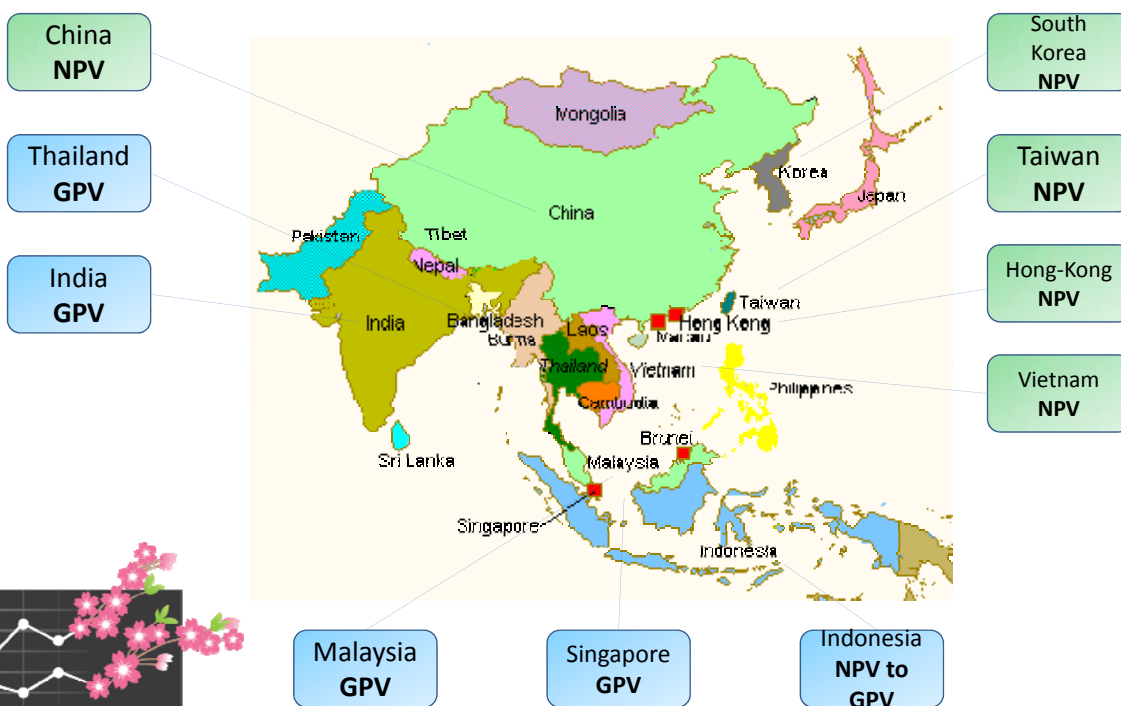 China
NPV
South
Korea
NPV
Thailand
GPV
Taiwan
NPV
India
GPV
Hong-Kong
NPV
Vietnam
NPV
Malaysia
GPV
Singapore
GPV
Indonesia
NPV to
GPV
Mongolia
Korea
Japan
China
Tibet
Pakistan
Nepal
Taiwan
India
Bangladesh
Laos
Hong Kong
Burma
Macau
Thailand
Vietnam
Philippines
Cambodia
Brunei
Sri Lanka
Malaysia
Singapore
Indonesia